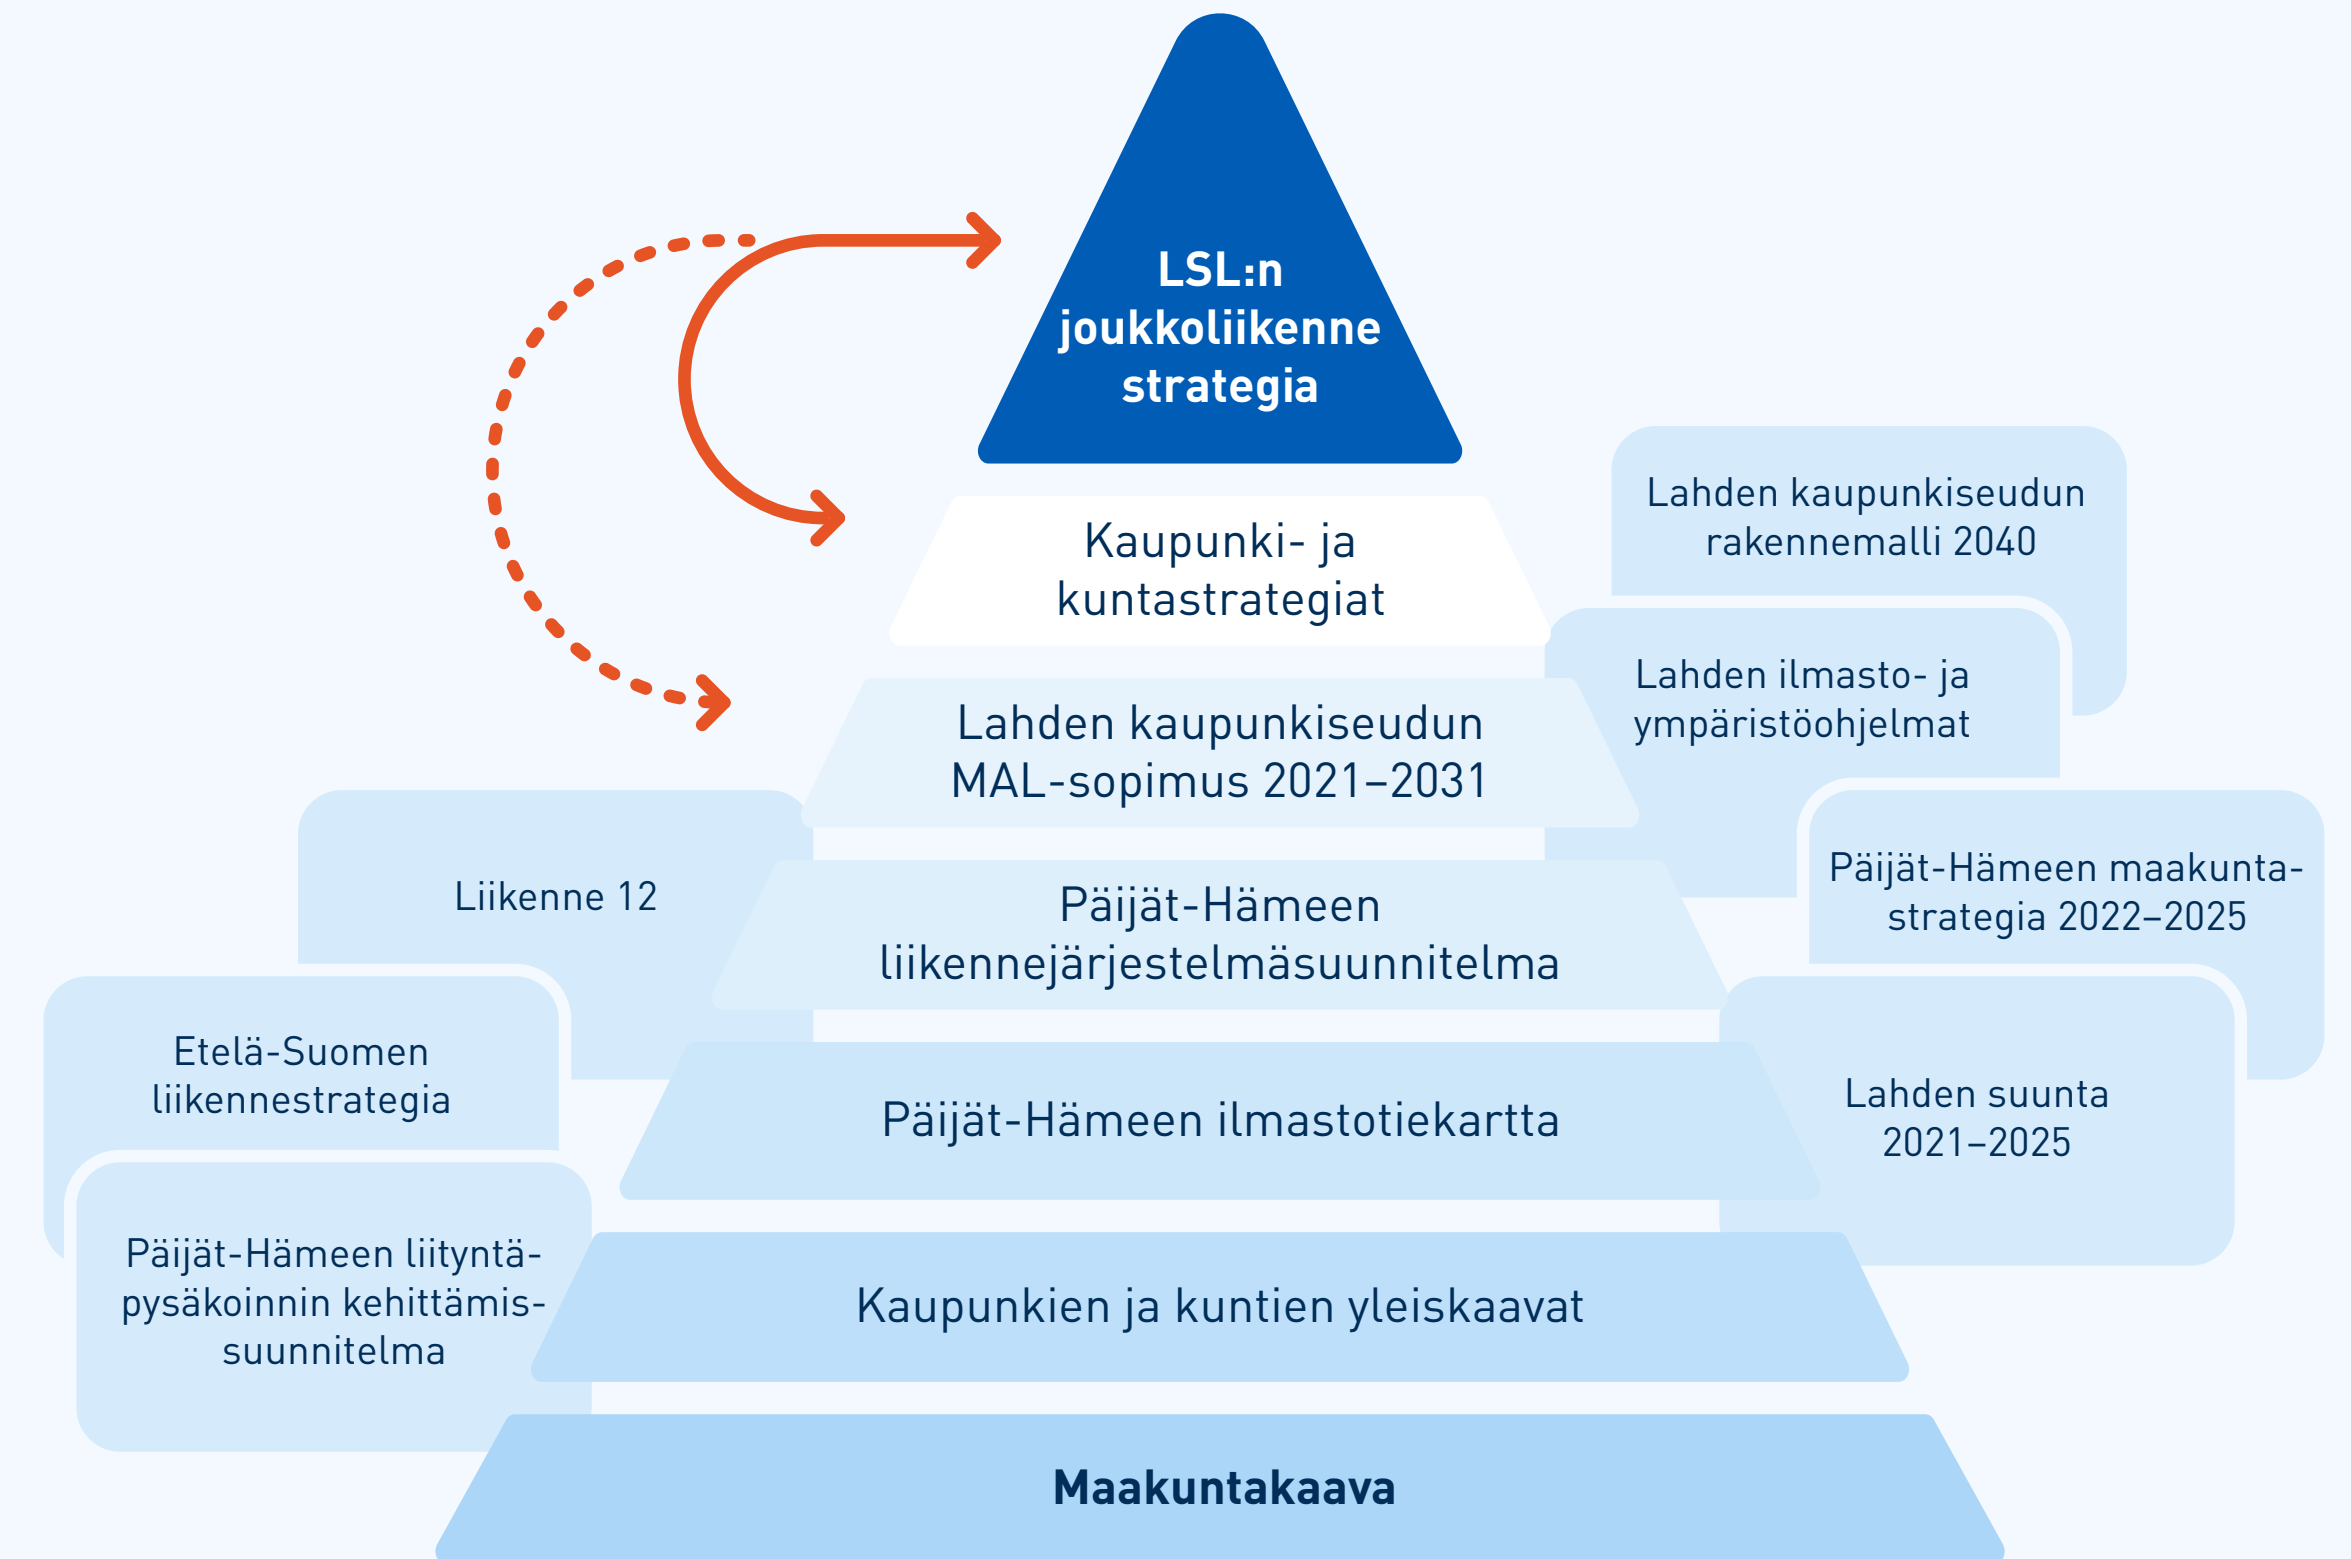 LSL:n
joukkoliikenne
strategia
Kaupunki- ja
kuntastrategiat
Lahden kaupunkiseudun
MAL-sopimus 2021–2031
Päijät-Hämeen
liikennejärjestelmäsuunnitelma
Päijät-Hämeen ilmastotiekartta
Kaupunkien ja kuntien yleiskaavat
Maakuntakaava
Liikenne 12
Etelä-Suomen
liikennestrategia
Päijät-Hämeen liityntä-
pysäkoinnin kehittämis-
suunnitelma
Lahden kaupunkiseudun
rakennemalli 2040
Lahden ilmasto- ja
ympäristöohjelmat
Päijät-Hämeen maakunta-
strategia 2022–2025
Lahden suunta
2021–2025